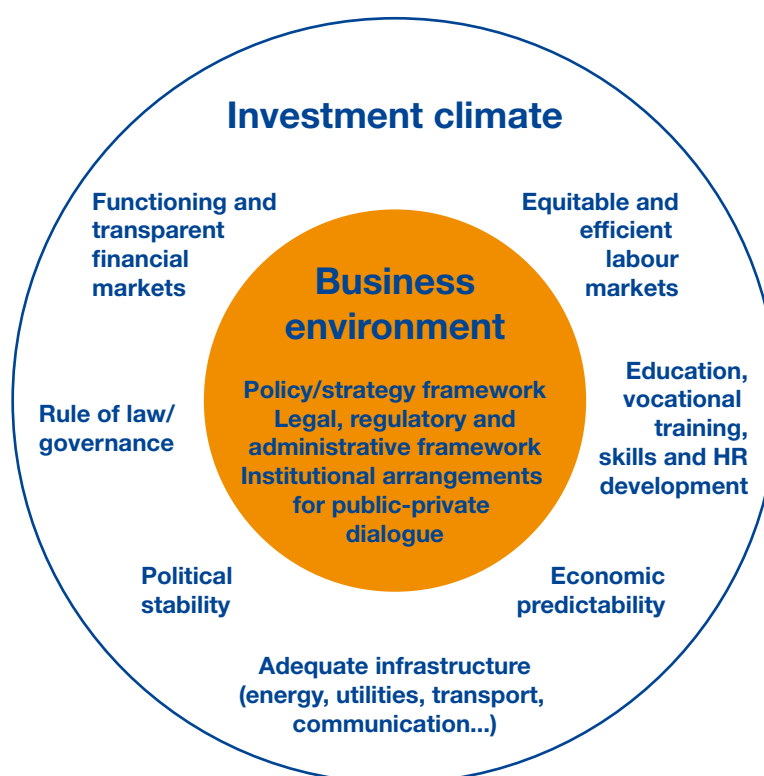 Investment climate
Functioning and
transparent
financial
markets
Equitable and
efficient
labour
markets
Business
environment
Policy/strategy framework
Legal, regulatory and
administrative framework
Institutional arrangements
for public-private
dialogue
Rule of law/
governance
Education,
vocational
training,
skills and HR
development
Political
stability
Economic
predictability
Adequate infrastructure
(energy, utilities, transport,
communication...)